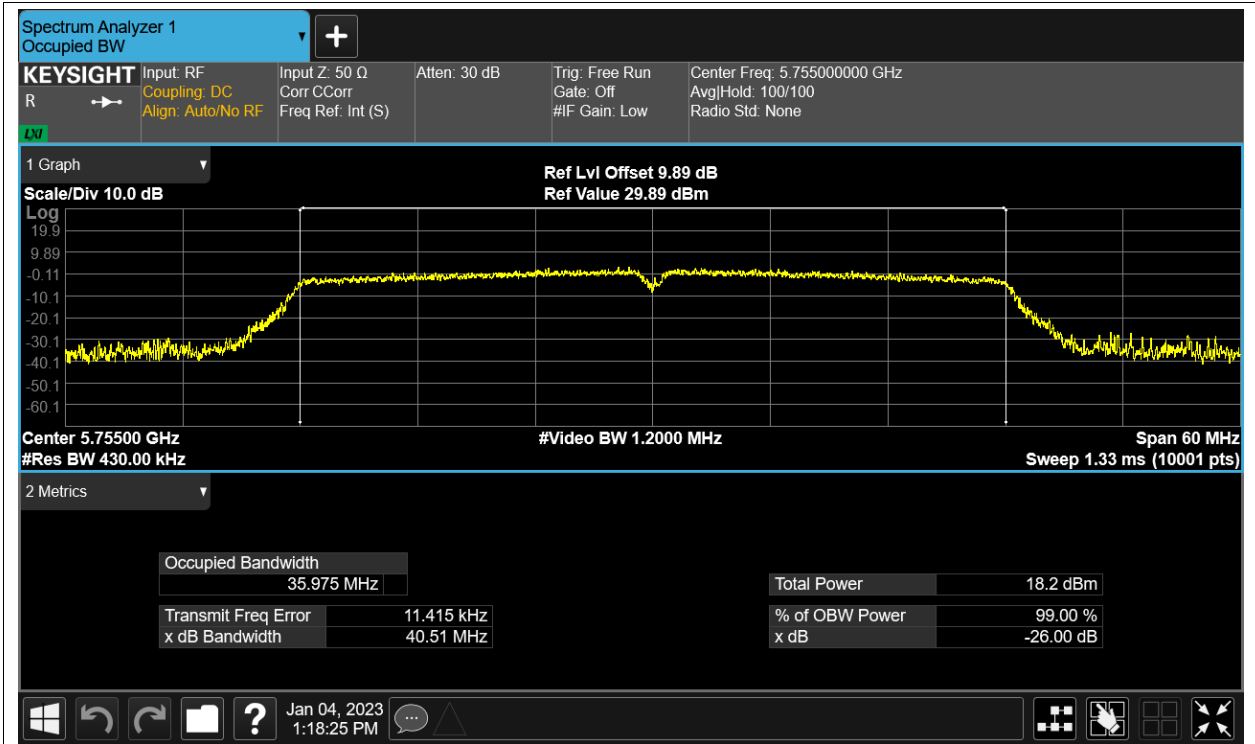 Spectrum Analyzer 1
Occupied BW
KEYSIGHT
R
LXI
Input: RF
Coupling: DC
Align: Auto/No RF
Input Z: 50 Ω
Corr CCorr
Freq Ref: Int (S)
Atten: 30 dB
Trig: Free Run
Gate: Off
#IF Gain: Low
Center Freq: 5.755000000 GHz
Avg|Hold: 100/100
Radio Std: None
1 Graph
Scale/Div 10.0 dB
Ref Lvl Offset 9.89 dB
Ref Value 29.89 dBm
Log
19.9
9.89
-0.11
-10.1
-20.1
-30.1
-40.1
-50.1
-60.1
Center 5.75500 GHz
#Video BW 1.2000 MHz
Span 60 MHz
#Res BW 430.00 kHz
Sweep 1.33 ms (10001 pts)
2 Metrics
Occupied Bandwidth
35.975 MHz
Transmit Freq Error 11.415 kHz
x dB Bandwidth 40.51 MHz
Total Power 18.2 dBm
% of OBW Power 99.00 %
x dB -26.00 dB
?
Jan 04, 2023
1:18:25 PM